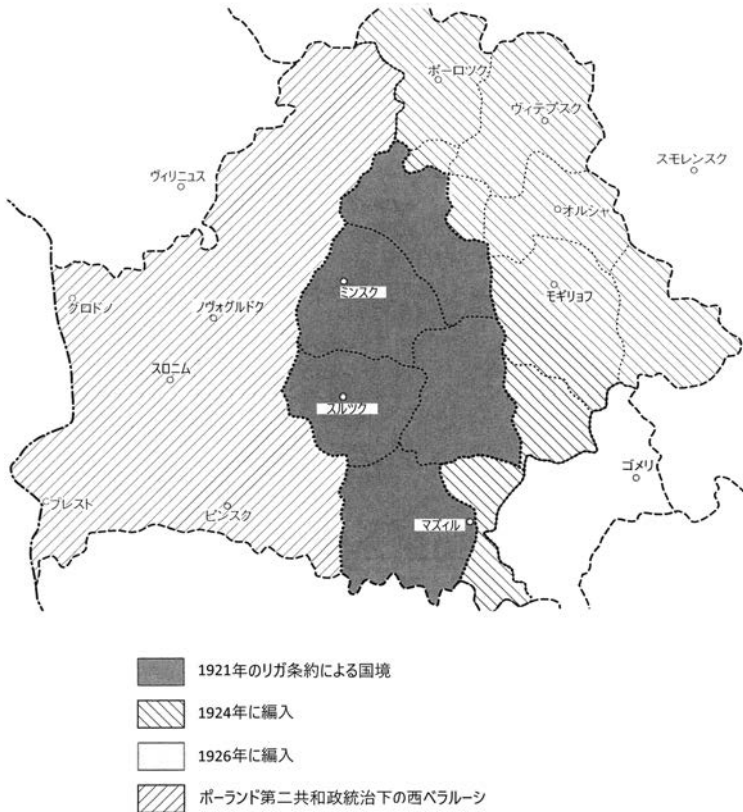 ポーロツク
ヴィテプスク
スモレンスク
ヴィリニュス
オルシャ
ミンスク
モギリョフ
グロドノ
ノヴォグルドク
スロニム
スルツク
ゴメリ
ブレスト
ピンスク
マズィル
1921年のリガ条約による国境
1924年に編入
1926年に編入
ポーランド第二共和政統治下の西ベラルーシ